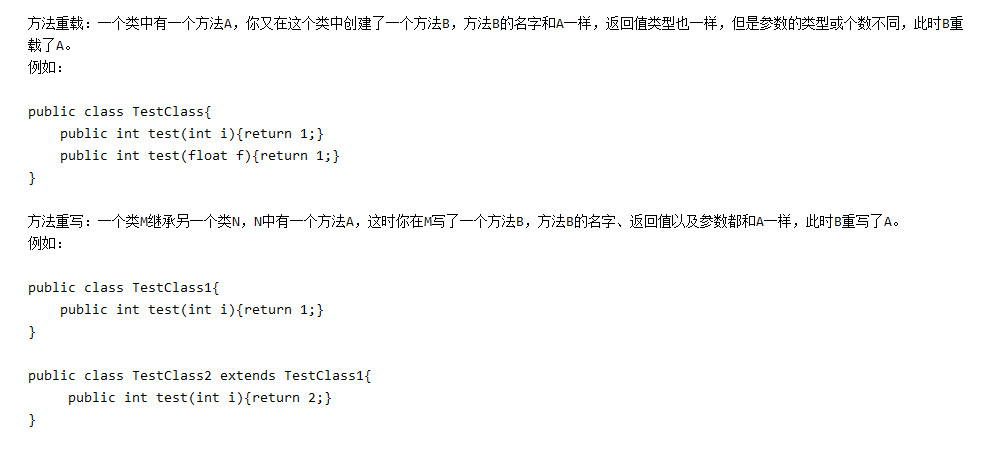 方法重载：一个类中有一个方法A，你又在这个类中创建了一个方法B，方法B的名字和A一样，返回值类型也一样，但是参数的类型或个数不同，此时B重
载了A。
例如：
public class TestClass{
    public int test(int i){return 1;}
    public int test(float f){return 1;}
}
方法重写：一个类M继承另一个类N，N中有一个方法A，这时你在M写了一个方法B，方法B的名字、返回值以及参数都和A一样，此时B重写了A。
例如：
public class TestClass1{
    public int test(int i){return 1;}
}
public class TestClass2 extends TestClass1{
     public int test(int i){return 2;}
}